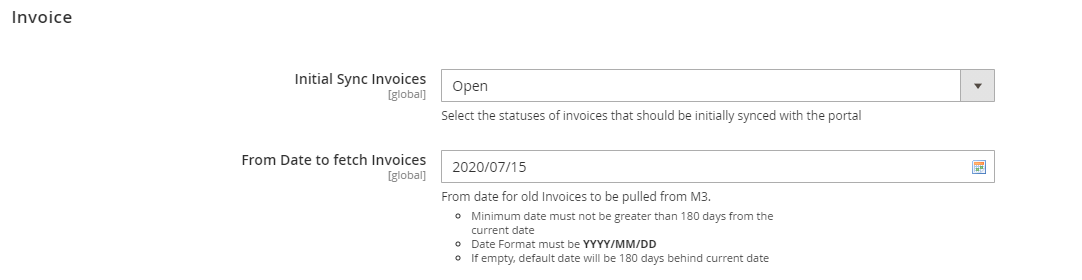 Invoice
Initial Sync Invoices
[global]
Open
Select the statuses of invoices that should be initially synced with the portal
From Date to fetch Invoices
[global]
2020/07/15
From date for old Invoices to be pulled from M3.
Minimum date must not be greater than 180 days from the
current date
Date Format must be YYYY/MM/DD
If empty, default date will be 180 days behind current date